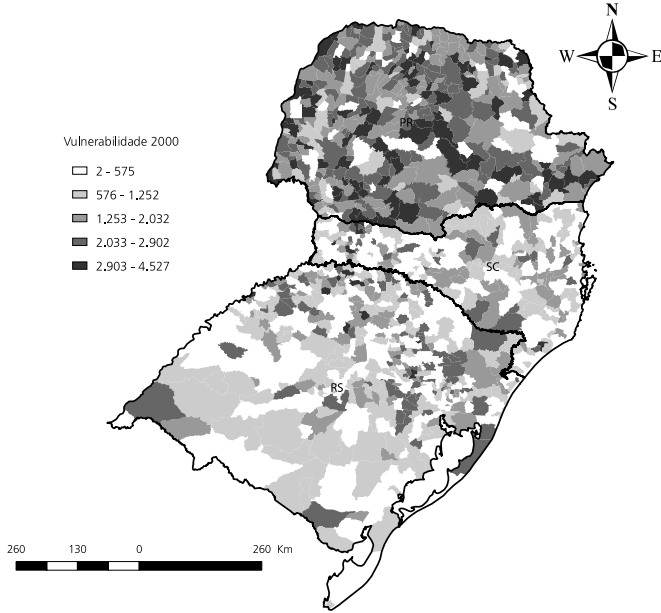 N
W E
S
PR
Vulnerabilidade 2000
2 - 575
576 - 1.252
1.253 - 2.032
2.033 - 2.902
2.903 - 4.527
SC
RS
260 130 0 260 Km